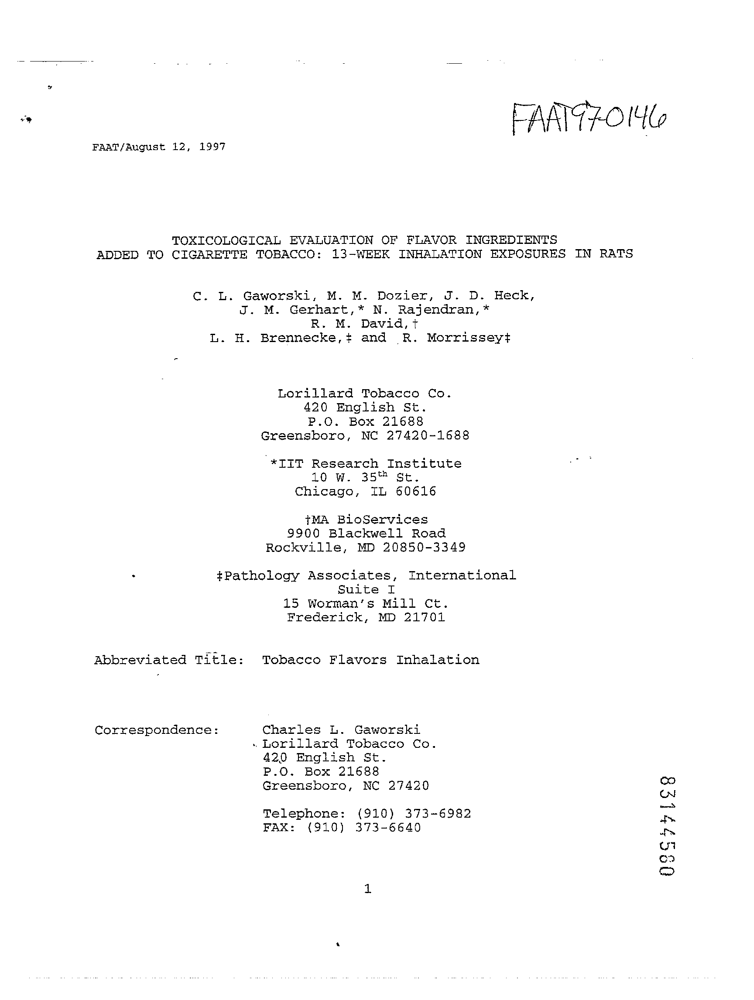 FAAT97-0146
FAAT/August 12, 1997
TOXICOLOGICAL EVALUATION OF FLAVOR INGREDIENTS
ADDED TO CIGARETTE TOBACCO: 13-WEEK INHALATION EXPOSURES IN RATS
C. L. Gaworski, M. M. Dozier, J. D. Heck,
J. M. Gerhart,* N. Rajendran,*
R. M. David,†
L. H. Brennecke,‡ and R. Morrissey‡
Lorillard Tobacco Co.
420 English St.
P.O. Box 21688
Greensboro, NC 27420-1688
*IIT Research Institute
10 W. 35th St.
Chicago, IL 60616
†MA BioServices
9900 Blackwell Road
Rockville, MD 20850-3349
‡Pathology Associates, International
Suite I
15 Worman's Mill Ct.
Frederick, MD 21701
Abbreviated Title: Tobacco Flavors Inhalation
Correspondence: Charles L. Gaworski
Lorillard Tobacco Co.
420 English St.
P.O. Box 21688
Greensboro, NC 27420
Telephone: (910) 373-6982
FAX: (910) 373-6640
83144580
1